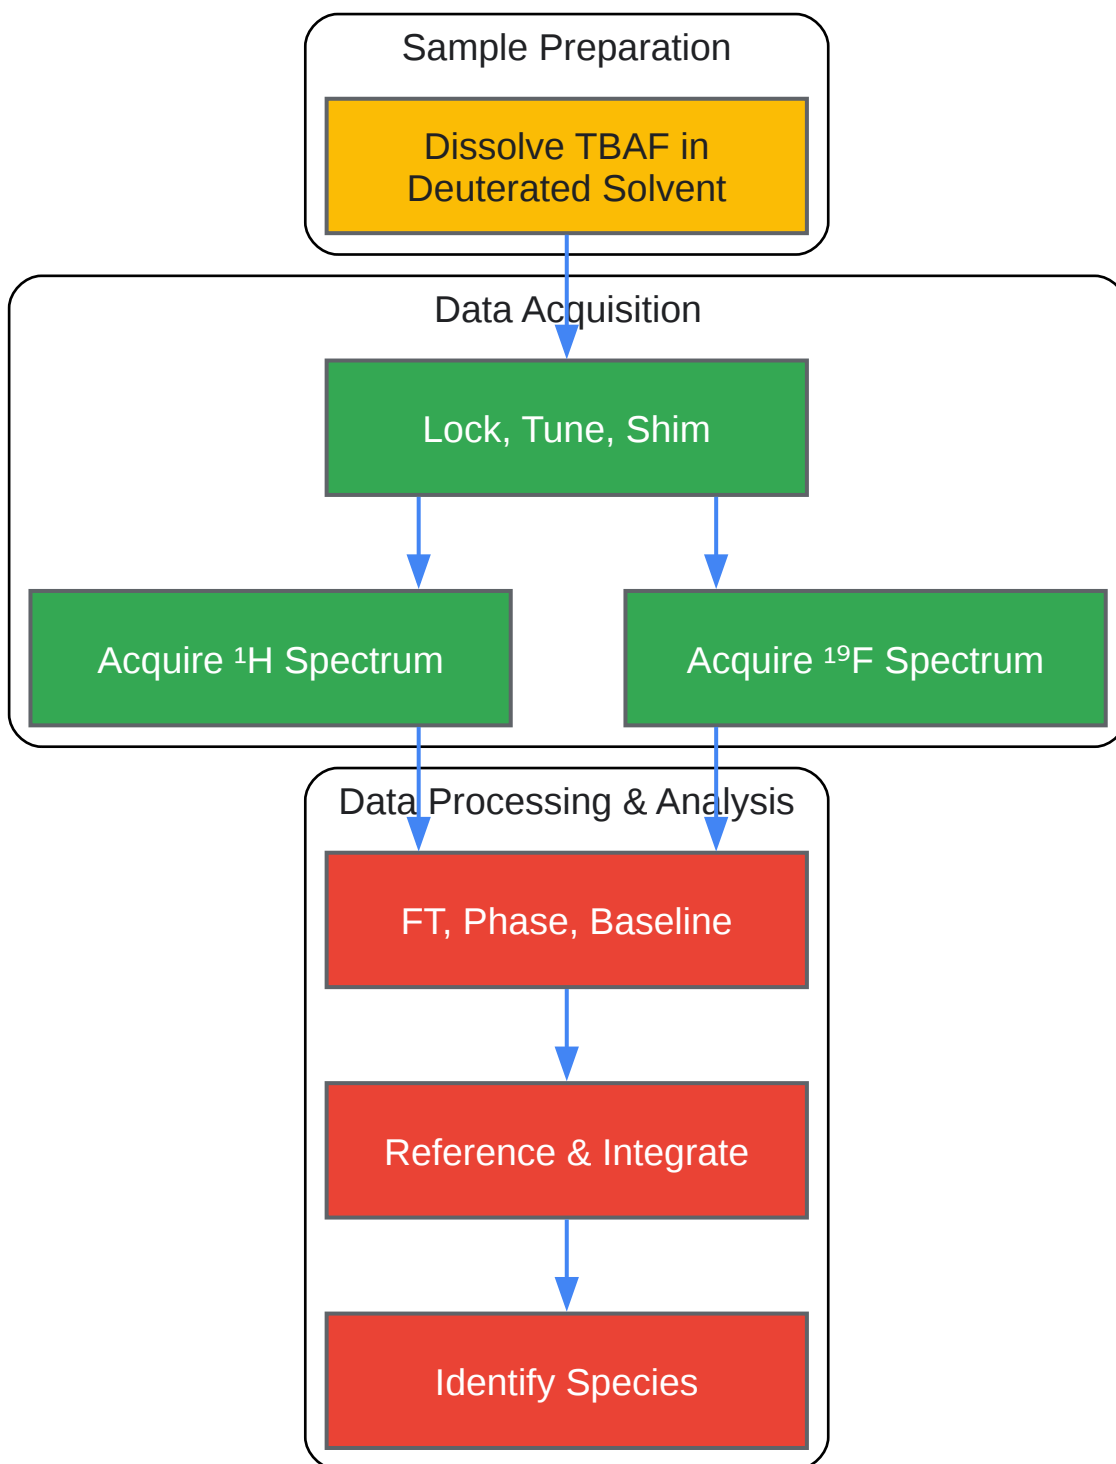 Sample Preparation
Dissolve TBAF in
Deuterated Solvent
Data Acquisition
Lock, Tune, Shim
Acquire ¹H Spectrum
Acquire ¹⁹F Spectrum
Data Processing & Analysis
FT, Phase, Baseline
Reference & Integrate
Identify Species